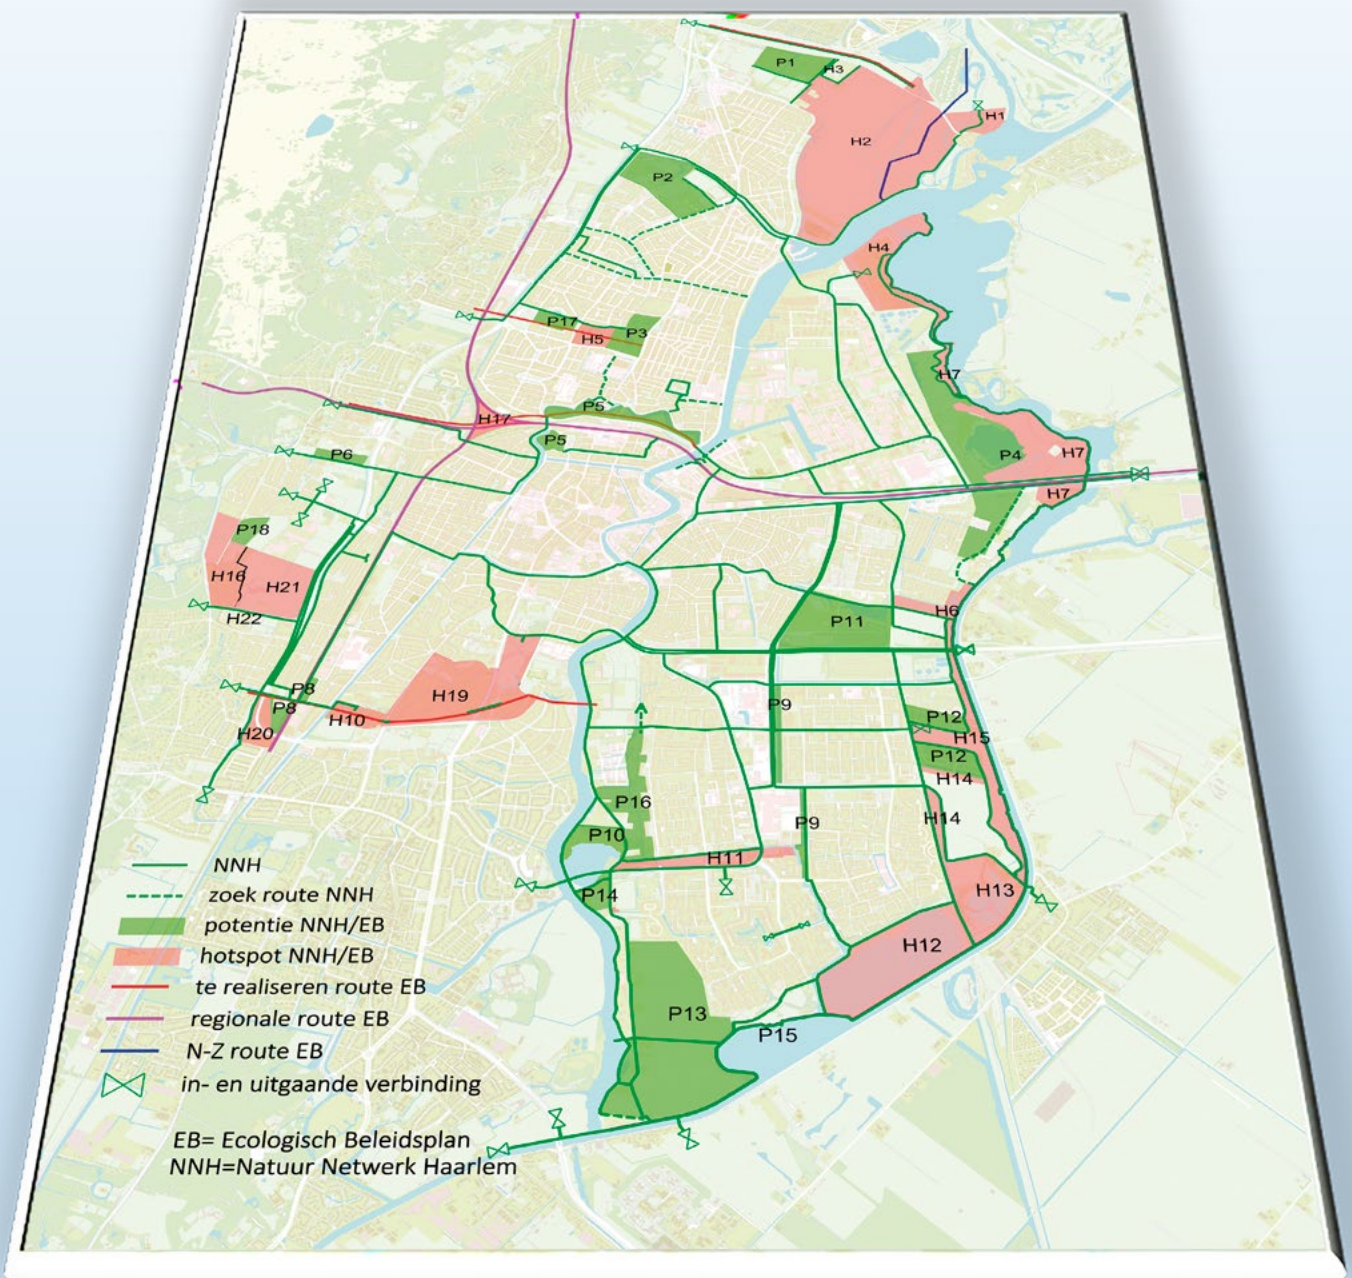 P1
H3
H1
H2
P2
H4
P17
P3
H5
H7
P5
H17
P5
P6
P4
H7
H7
P18
H16
H21
H22
H6
P11
P8
P8
H19
H10
H20
P9
P12
H15
P12
H14
P16
P9
H14
P10
H11
P14
H13
H12
P13
P15
NNH
zoek route NNH
potentie NNH/EB
hotspot NNH/EB
te realiseren route EB
regionale route EB
N-Z route EB
in- en uitgaande verbinding
EB= Ecologisch Beleidsplan
NNH=Natuur Netwerk Haarlem